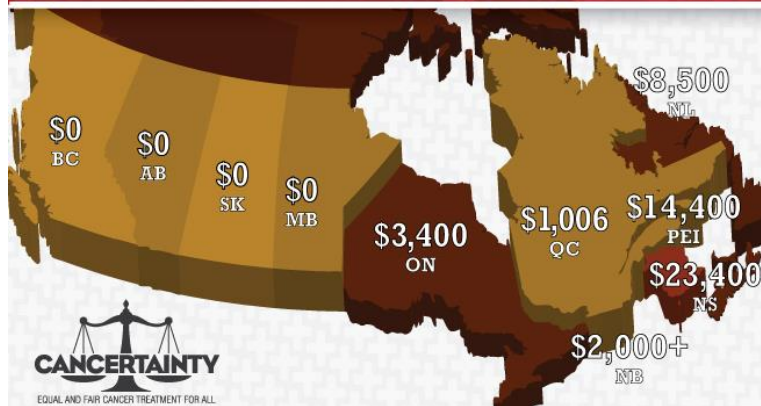 $0
BC
$0
AB
$0
SK
$0
MB
$3,400
ON
$1,006
QC
$8,500
NL
$14,400
PEI
$23,400
NS
$2,000+
NB
CANCERTAINTY
EQUAL AND FAIR CANCER TREATMENT FOR ALL